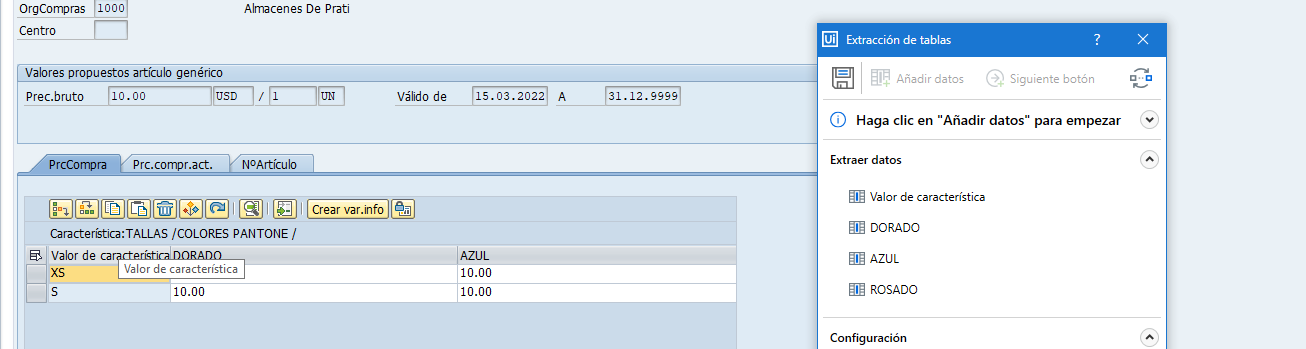 OrgCompras 1000 Almacenes De Prati
Centro
Valores propuestos artículo genérico
Prec.bruto 10.00 USD / 1 UN Válido de 15.03.2022 A 31.12.9999
PrcCompra Prc.compr.act. NºArtículo
Crear var.info
Característica:TALLAS /COLORES PANTONE /
Valor de característica DORADO AZUL
Valor de característica
XS 10.00
S 10.00 10.00
Ui Extracción de tablas ?
Añadir datos Siguiente botón
Haga clic en "Añadir datos" para empezar
Extraer datos
Valor de característica
DORADO
AZUL
ROSADO
Configuración